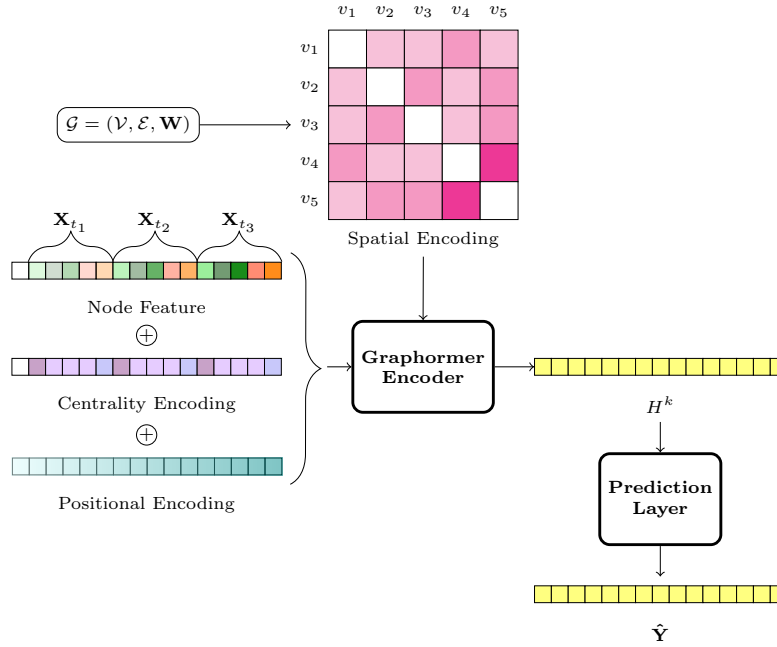 v₁ v₂ v₃ v₄ v₅
v₁
v₂
v₃
v₄
v₅
𝒢 = (𝒱, ℰ, 𝐖)
Spatial Encoding
𝐗ₜ₁ 𝐗ₜ₂ 𝐗ₜ₃
Node Feature
⊕
Centrality Encoding
⊕
Positional Encoding
Graphormer
Encoder
Hᵏ
Prediction
Layer
𝐘̂